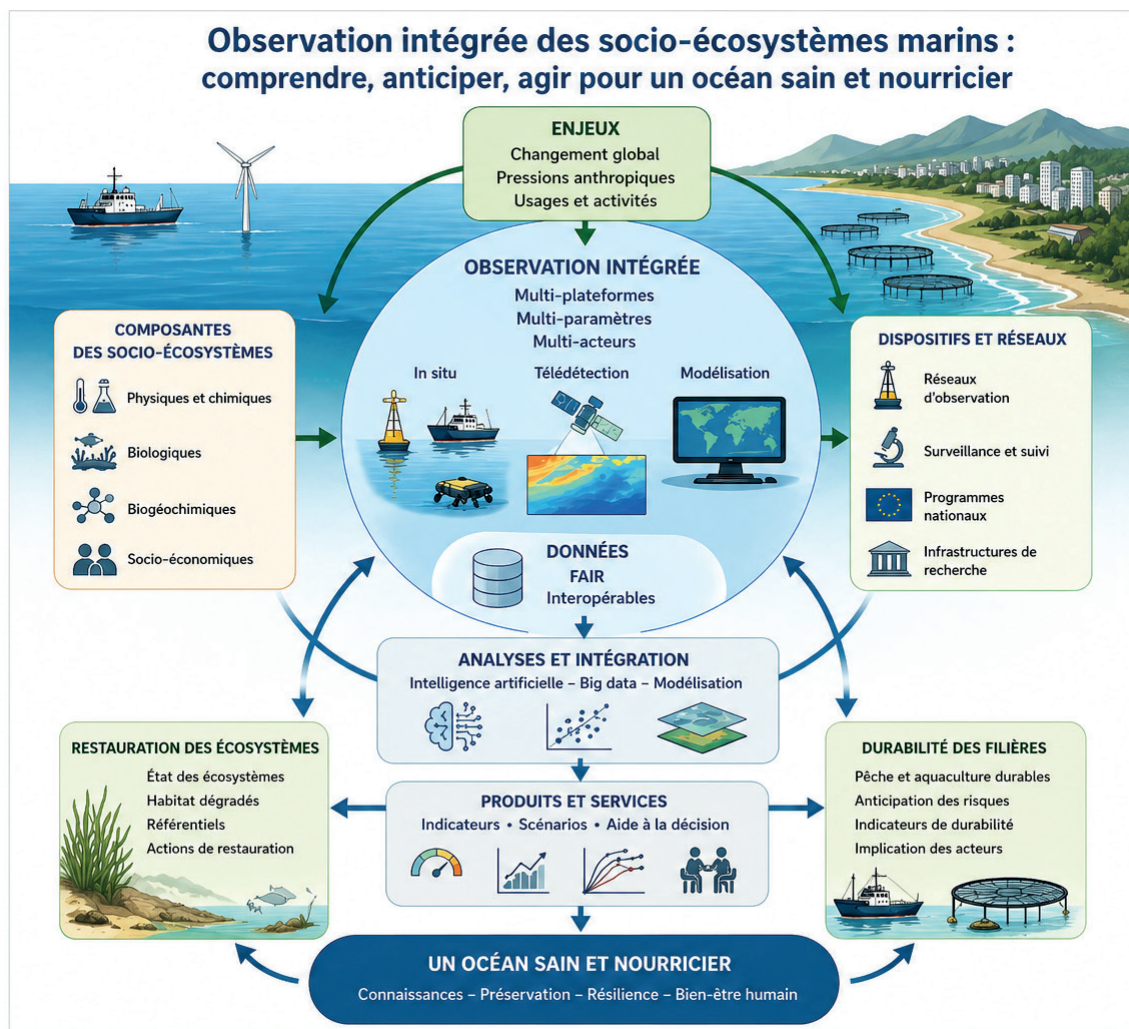 Observation intégrée des socio-écosystèmes marins :
comprendre, anticiper, agir pour un océan sain et nourricier
ENJEUX
Changement global
Pressions anthropiques
Usages et activités
OBSERVATION INTÉGRÉE
Multi-plateformes
Multi-paramètres
Multi-acteurs
In situ
Télédétection
Modélisation
COMPOSANTES
DES SOCIO-ÉCOSYSTÈMES
Physiques et chimiques
Biologiques
Biogéochimiques
Socio-économiques
DISPOSITIFS ET RÉSEAUX
Réseaux
d'observation
Surveillance et suivi
Programmes
nationaux
Infrastructures de
recherche
DONNÉES
FAIR
Interopérables
ANALYSES ET INTÉGRATION
Intelligence artificielle – Big data – Modélisation
RESTAURATION DES ÉCOSYSTÈMES
État des écosystèmes
Habitat dégradés
Référentiels
Actions de restauration
PRODUITS ET SERVICES
Indicateurs • Scénarios • Aide à la décision
DURABILITÉ DES FILIÈRES
Pêche et aquaculture durables
Anticipation des risques
Indicateurs de durabilité
Implication des acteurs
UN OCÉAN SAIN ET NOURRICIER
Connaissances – Préservation – Résilience – Bien-être humain